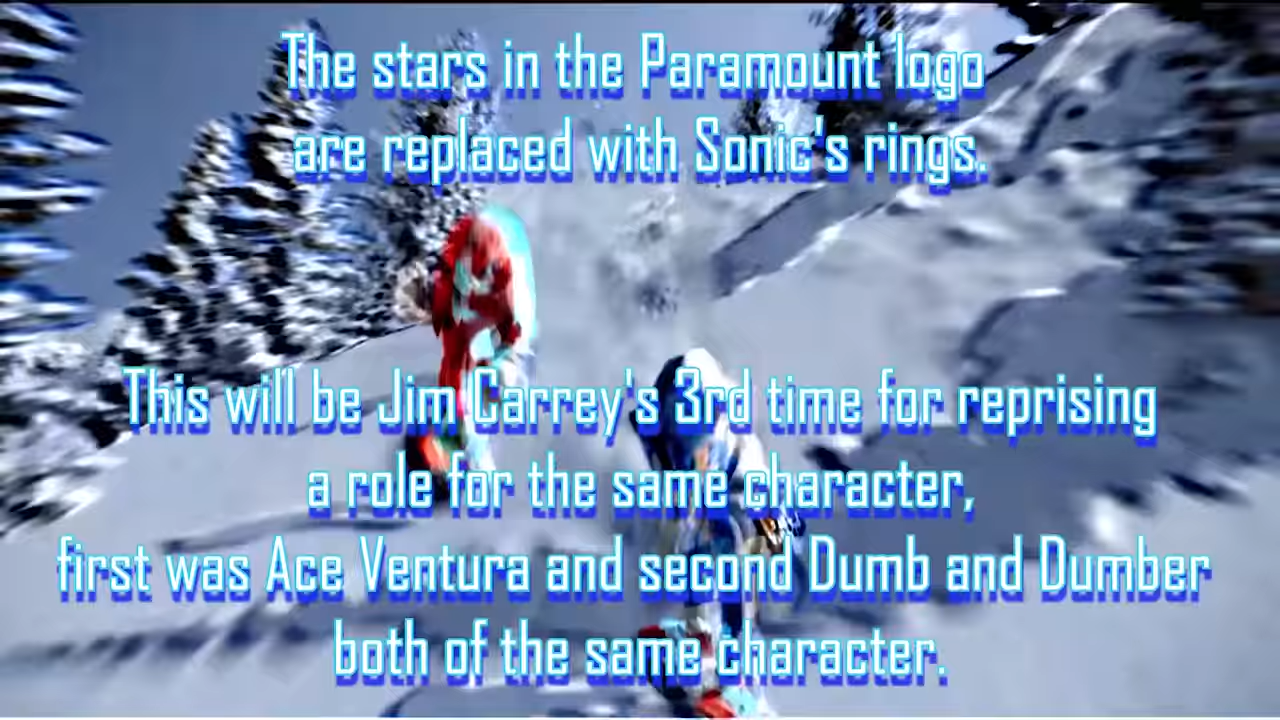 The stars in the Paramount logo
are replaced with Sonic's rings.
This will be Jim Carrey's 3rd time for reprising
a role for the same character,
first was Ace Ventura and second Dumb and Dumber
both of the same character.